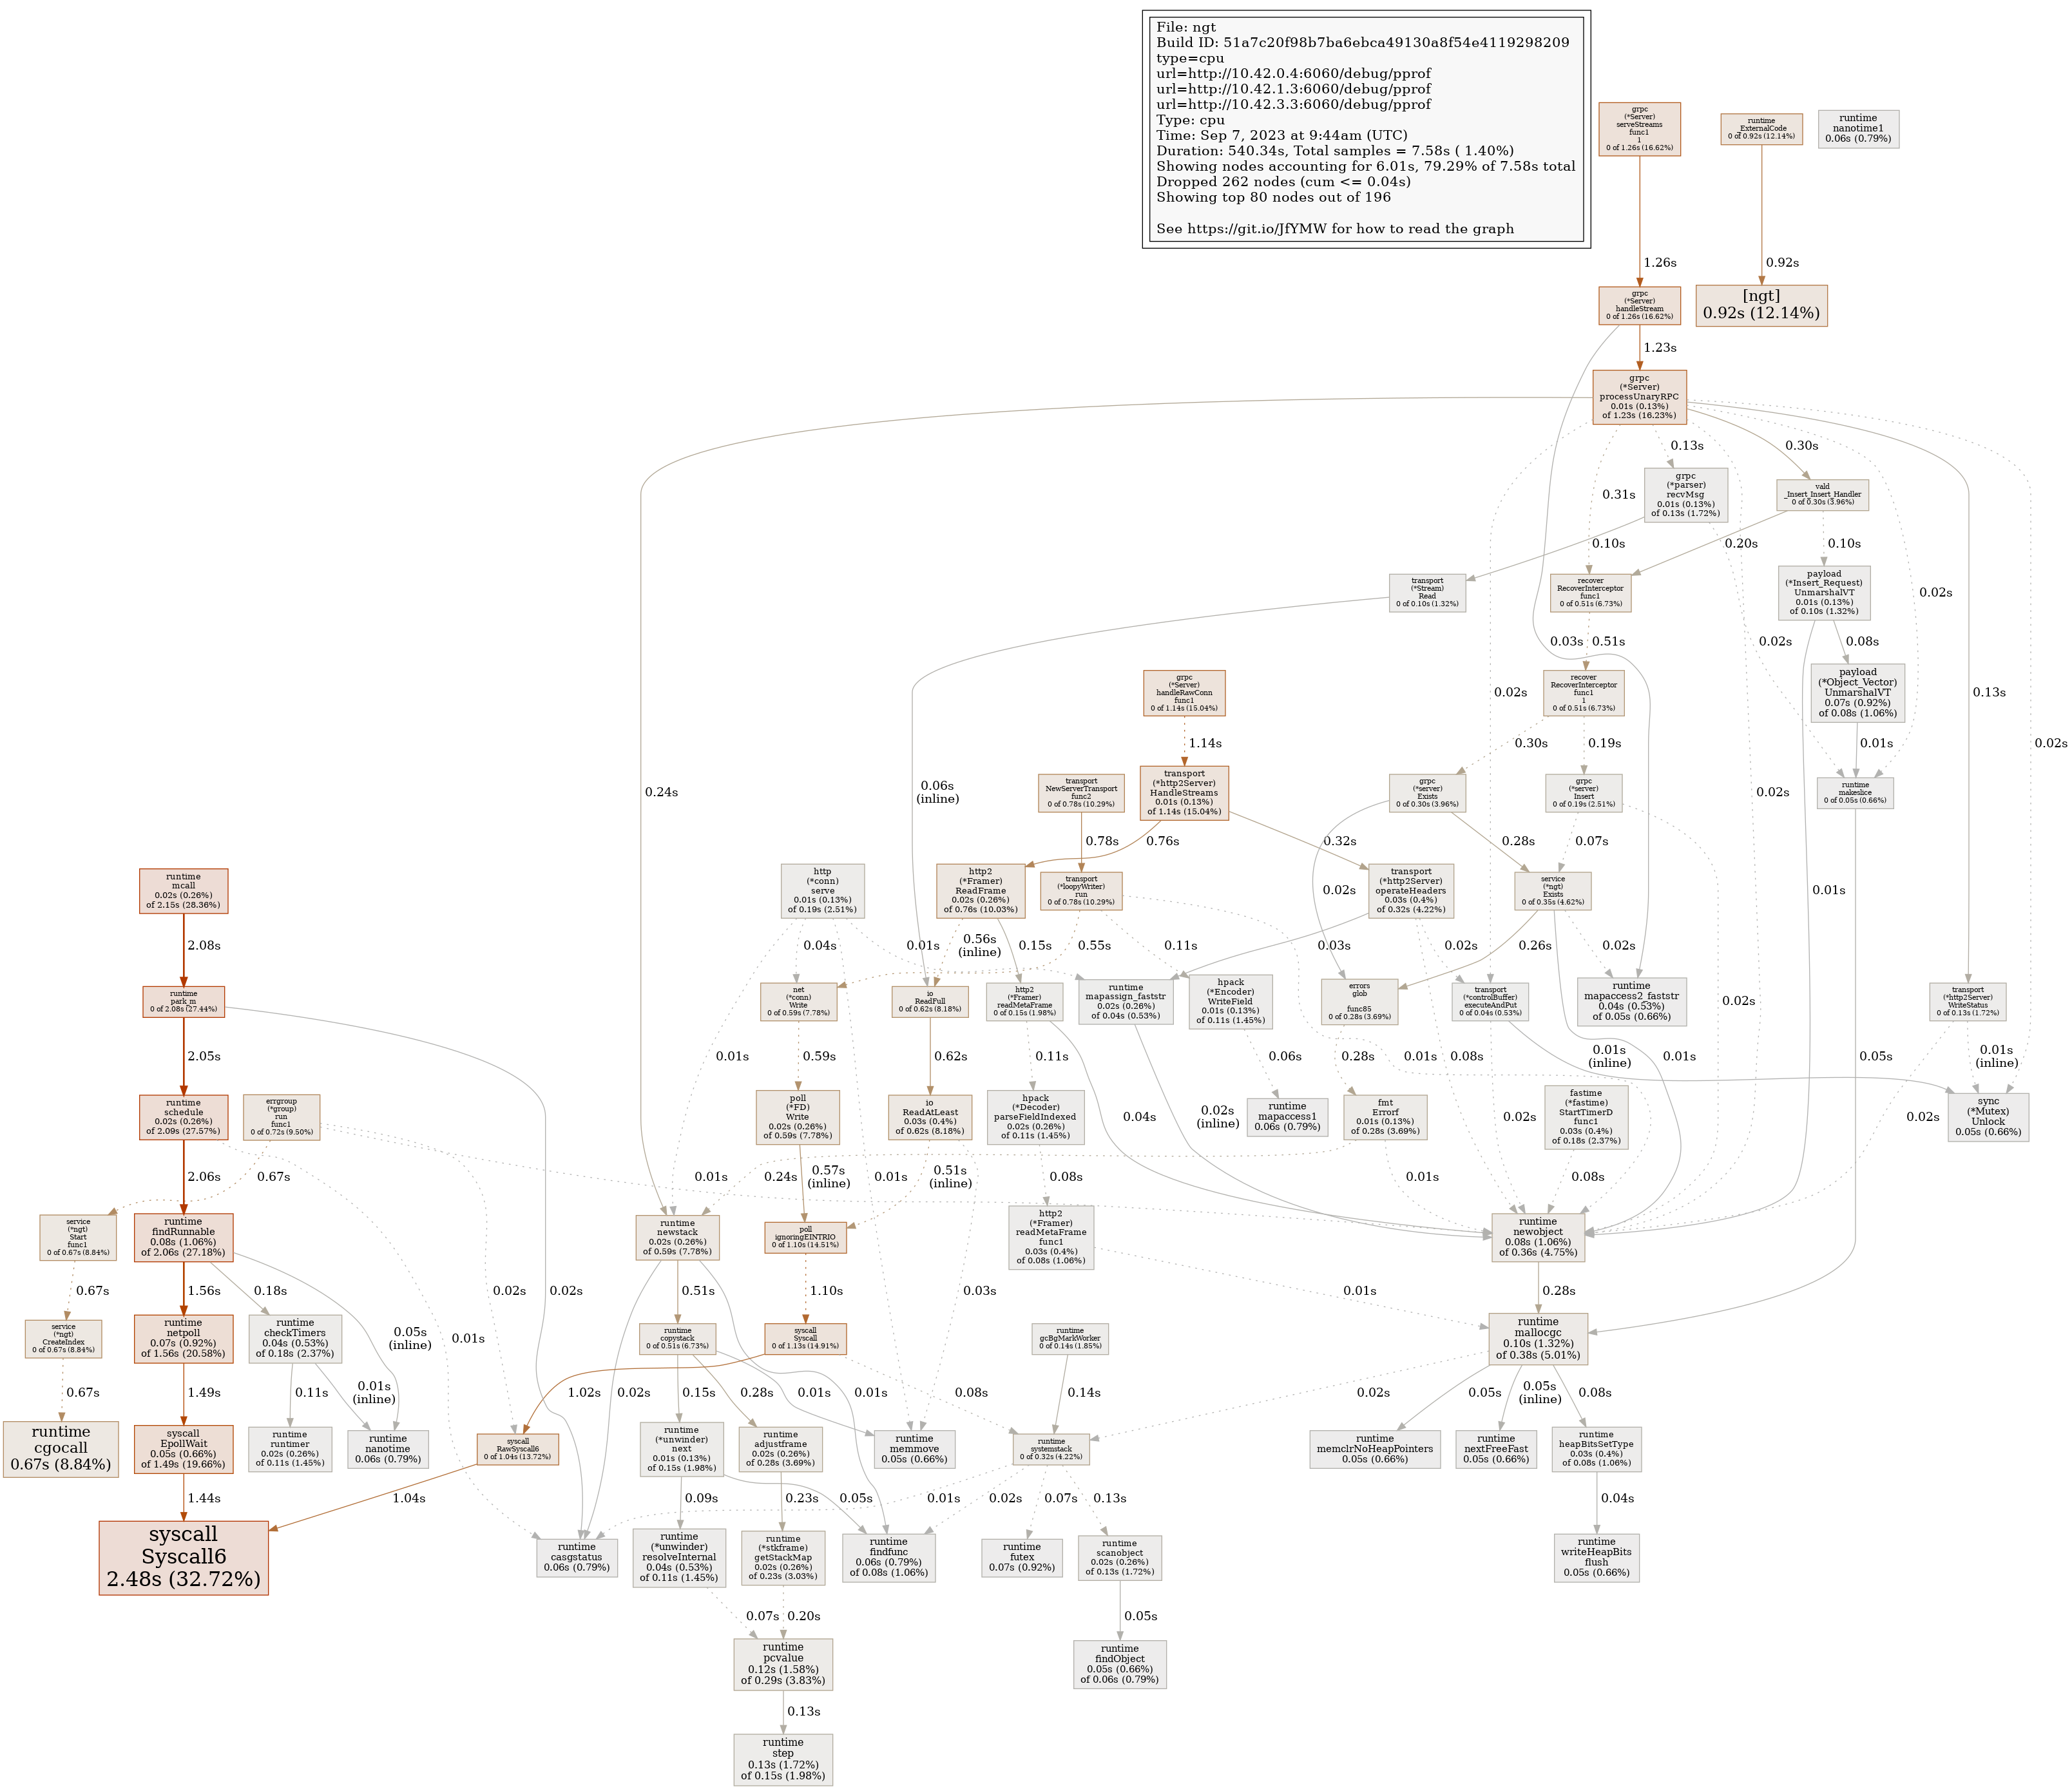 File: ngt
Build ID: 51a7c20f98b7ba6ebca49130a8f54e4119298209
type=cpu
url=http://10.42.0.4:6060/debug/pprof
url=http://10.42.1.3:6060/debug/pprof
url=http://10.42.3.3:6060/debug/pprof
Type: cpu
Time: Sep 7, 2023 at 9:44am (UTC)
Duration: 540.34s, Total samples = 7.58s ( 1.40%)
Showing nodes accounting for 6.01s, 79.29% of 7.58s total
Dropped 262 nodes (cum <= 0.04s)
Showing top 80 nodes out of 196
See https://git.io/JfYMW for how to read the graph
grpc
(*Server)
serveStreams
func1
1
0 of 1.26s (16.62%)
runtime
_ExternalCode
0 of 0.92s (12.14%)
runtime
nanotime1
0.06s (0.79%)
1.26s
0.92s
grpc
(*Server)
handleStream
0 of 1.26s (16.62%)
[ngt]
0.92s (12.14%)
1.23s
grpc
(*Server)
processUnaryRPC
0.01s (0.13%)
of 1.23s (16.23%)
0.13s
0.30s
grpc
(*parser)
recvMsg
0.01s (0.13%)
of 0.13s (1.72%)
vald
_Insert_Insert_Handler
0 of 0.30s (3.96%)
0.31s
0.10s
0.20s
0.10s
transport
(*Stream)
Read
0 of 0.10s (1.32%)
recover
RecoverInterceptor
func1
0 of 0.51s (6.73%)
payload
(*Insert_Request)
UnmarshalVT
0.01s (0.13%)
of 0.10s (1.32%)
0.02s
0.03s
0.51s
0.02s
0.08s
0.02s
0.13s
grpc
(*Server)
handleRawConn
func1
0 of 1.14s (15.04%)
recover
RecoverInterceptor
func1
1
0 of 0.51s (6.73%)
payload
(*Object_Vector)
UnmarshalVT
0.07s (0.92%)
of 0.08s (1.06%)
1.14s
0.30s
0.19s
0.01s
0.02s
0.24s
0.06s
(inline)
transport
NewServerTransport
func2
0 of 0.78s (10.29%)
transport
(*http2Server)
HandleStreams
0.01s (0.13%)
of 1.14s (15.04%)
grpc
(*server)
Exists
0 of 0.30s (3.96%)
grpc
(*server)
Insert
0 of 0.19s (2.51%)
runtime
makeslice
0 of 0.05s (0.66%)
0.02s
0.78s
0.76s
0.32s
0.28s
0.07s
runtime
mcall
0.02s (0.26%)
of 2.15s (28.36%)
http
(*conn)
serve
0.01s (0.13%)
of 0.19s (2.51%)
http2
(*Framer)
ReadFrame
0.02s (0.26%)
of 0.76s (10.03%)
transport
(*loopyWriter)
run
0 of 0.78s (10.29%)
transport
(*http2Server)
operateHeaders
0.03s (0.4%)
of 0.32s (4.22%)
service
(*ngt)
Exists
0 of 0.35s (4.62%)
0.02s
0.01s
2.08s
0.04s
0.01s
0.56s
(inline)
0.15s
0.55s
0.11s
0.03s
0.02s
0.26s
0.02s
runtime
park_m
0 of 2.08s (27.44%)
net
(*conn)
Write
0 of 0.59s (7.78%)
io
ReadFull
0 of 0.62s (8.18%)
http2
(*Framer)
readMetaFrame
0 of 0.15s (1.98%)
runtime
mapassign_faststr
0.02s (0.26%)
of 0.04s (0.53%)
hpack
(*Encoder)
WriteField
0.01s (0.13%)
of 0.11s (1.45%)
errors
glob
.
func85
0 of 0.28s (3.69%)
transport
(*controlBuffer)
executeAndPut
0 of 0.04s (0.53%)
runtime
mapaccess2_faststr
0.04s (0.53%)
of 0.05s (0.66%)
0.02s
transport
(*http2Server)
WriteStatus
0 of 0.13s (1.72%)
2.05s
0.01s
0.59s
0.62s
0.11s
0.06s
0.28s
0.01s
0.08s
0.01s
(inline)
0.01s
0.05s
0.01s
(inline)
runtime
schedule
0.02s (0.26%)
of 2.09s (27.57%)
errgroup
(*group)
run
func1
0 of 0.72s (9.50%)
poll
(*FD)
Write
0.02s (0.26%)
of 0.59s (7.78%)
io
ReadAtLeast
0.03s (0.4%)
of 0.62s (8.18%)
hpack
(*Decoder)
parseFieldIndexed
0.02s (0.26%)
of 0.11s (1.45%)
0.04s
0.02s
(inline)
runtime
mapaccess1
0.06s (0.79%)
fmt
Errorf
0.01s (0.13%)
of 0.28s (3.69%)
0.02s
fastime
(*fastime)
StartTimerD
func1
0.03s (0.4%)
of 0.18s (2.37%)
0.02s
sync
(*Mutex)
Unlock
0.05s (0.66%)
2.06s
0.67s
0.01s
0.24s
0.57s
(inline)
0.01s
0.51s
(inline)
0.08s
0.01s
0.08s
service
(*ngt)
Start
func1
0 of 0.67s (8.84%)
runtime
findRunnable
0.08s (1.06%)
of 2.06s (27.18%)
runtime
newstack
0.02s (0.26%)
of 0.59s (7.78%)
poll
ignoringEINTRIO
0 of 1.10s (14.51%)
http2
(*Framer)
readMetaFrame
func1
0.03s (0.4%)
of 0.08s (1.06%)
runtime
newobject
0.08s (1.06%)
of 0.36s (4.75%)
0.67s
1.56s
0.18s
0.05s
(inline)
0.01s
0.02s
0.02s
0.51s
1.10s
0.03s
0.01s
0.28s
service
(*ngt)
CreateIndex
0 of 0.67s (8.84%)
runtime
netpoll
0.07s (0.92%)
of 1.56s (20.58%)
runtime
checkTimers
0.04s (0.53%)
of 0.18s (2.37%)
runtime
copystack
0 of 0.51s (6.73%)
syscall
Syscall
0 of 1.13s (14.91%)
runtime
gcBgMarkWorker
0 of 0.14s (1.85%)
runtime
mallocgc
0.10s (1.32%)
of 0.38s (5.01%)
0.67s
1.49s
0.11s
0.01s
(inline)
1.02s
0.02s
0.15s
0.28s
0.01s
0.01s
0.08s
0.14s
0.02s
0.05s
0.05s
(inline)
0.08s
runtime
cgocall
0.67s (8.84%)
syscall
EpollWait
0.05s (0.66%)
of 1.49s (19.66%)
runtime
runtimer
0.02s (0.26%)
of 0.11s (1.45%)
runtime
nanotime
0.06s (0.79%)
syscall
RawSyscall6
0 of 1.04s (13.72%)
runtime
(*unwinder)
next
0.01s (0.13%)
of 0.15s (1.98%)
runtime
adjustframe
0.02s (0.26%)
of 0.28s (3.69%)
runtime
memmove
0.05s (0.66%)
runtime
systemstack
0 of 0.32s (4.22%)
runtime
memclrNoHeapPointers
0.05s (0.66%)
runtime
nextFreeFast
0.05s (0.66%)
runtime
heapBitsSetType
0.03s (0.4%)
of 0.08s (1.06%)
1.44s
1.04s
0.09s
0.23s
0.05s
0.01s
0.02s
0.07s
0.13s
0.04s
syscall
Syscall6
2.48s (32.72%)
runtime
casgstatus
0.06s (0.79%)
runtime
(*unwinder)
resolveInternal
0.04s (0.53%)
of 0.11s (1.45%)
runtime
(*stkframe)
getStackMap
0.02s (0.26%)
of 0.23s (3.03%)
runtime
findfunc
0.06s (0.79%)
of 0.08s (1.06%)
runtime
futex
0.07s (0.92%)
runtime
scanobject
0.02s (0.26%)
of 0.13s (1.72%)
runtime
writeHeapBits
flush
0.05s (0.66%)
0.07s
0.20s
0.05s
runtime
pcvalue
0.12s (1.58%)
of 0.29s (3.83%)
runtime
findObject
0.05s (0.66%)
of 0.06s (0.79%)
0.13s
runtime
step
0.13s (1.72%)
of 0.15s (1.98%)